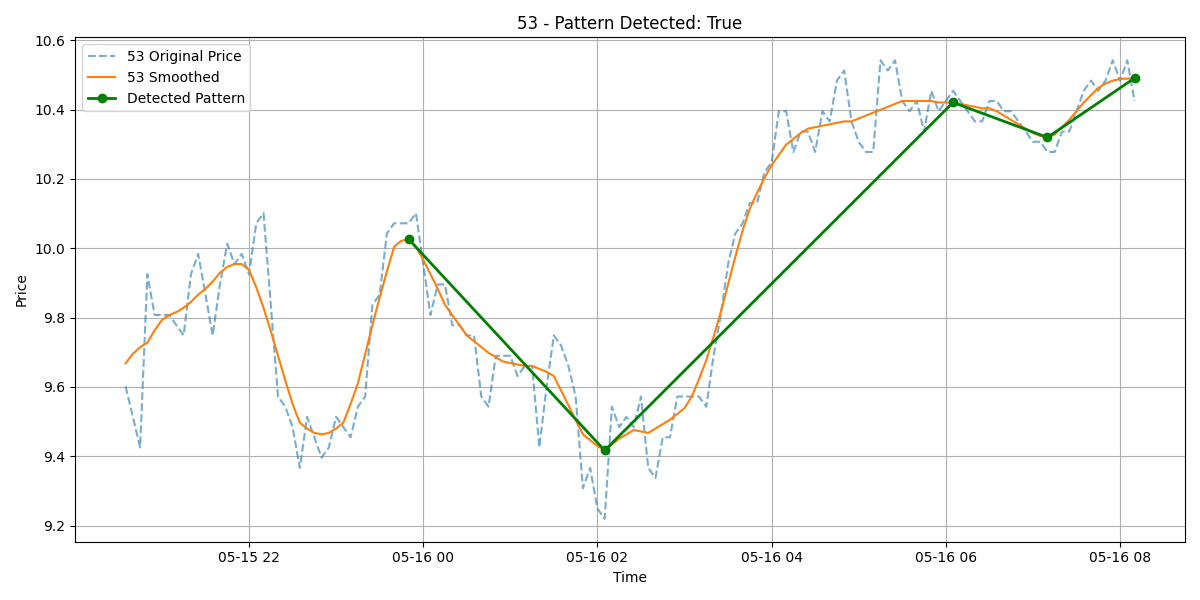 53 - Pattern Detected: True
53 Original Price
53 Smoothed
Detected Pattern
Price
10.6
10.4
10.2
10.0
9.8
9.6
9.4
9.2
05-15 22
05-16 00
05-16 02
05-16 04
05-16 06
05-16 08
Time